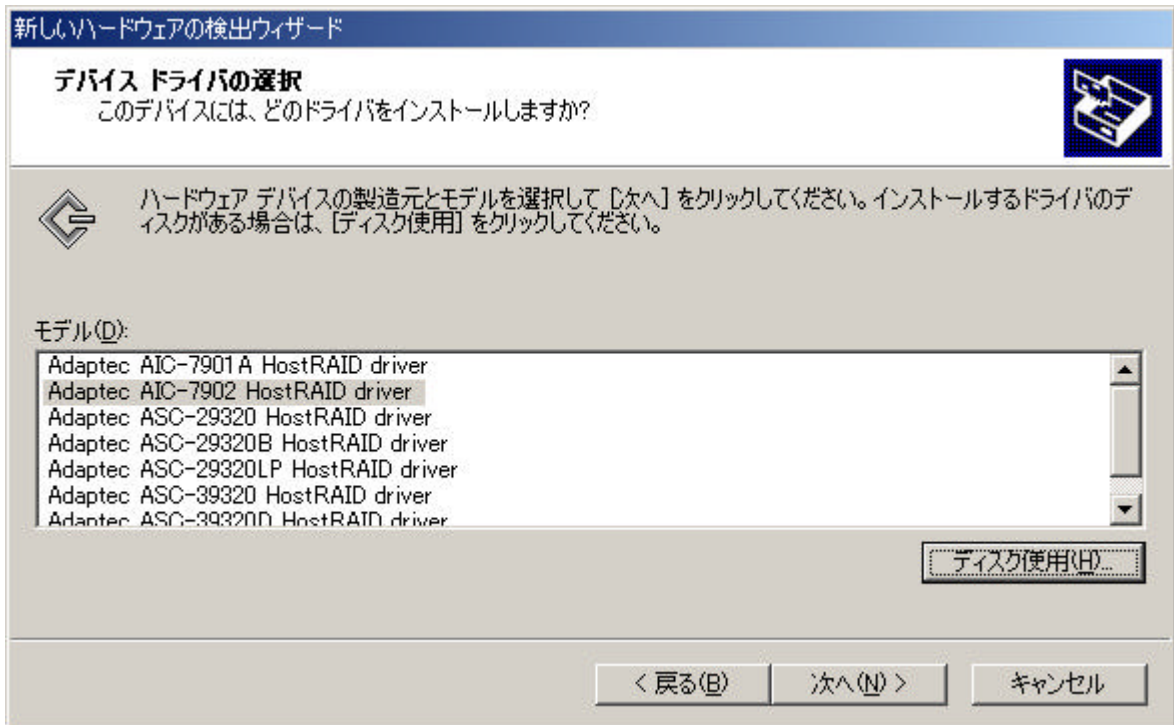 新しいハードウェアの検出ウィザード
デバイス ドライバの選択
このデバイスには、どのドライバをインストールしますか?
ハードウェア デバイスの製造元とモデルを選択して [次へ] をクリックしてください。インストールするドライバのデ
ィスクがある場合は、[ディスク使用] をクリックしてください。
モデル(D):
Adaptec AIC-7901A HostRAID driver
Adaptec AIC-7902 HostRAID driver
Adaptec ASC-29320 HostRAID driver
Adaptec ASC-29320B HostRAID driver
Adaptec ASC-29320LP HostRAID driver
Adaptec ASC-39320 HostRAID driver
Adaptec ASC-39320D HostRAID driver
ディスク使用(H)...
< 戻る(B)
次へ(N) >
キャンセル